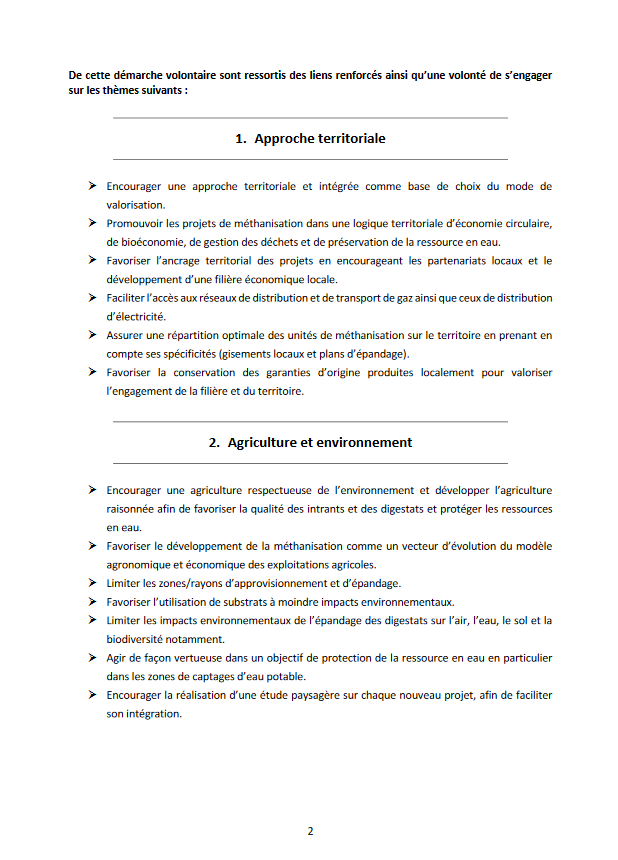 De cette démarche volontaire sont ressortis des liens renforcés ainsi qu'une volonté de s'engager
sur les thèmes suivants :
1. Approche territoriale
➢ Encourager une approche territoriale et intégrée comme base de choix du mode de
valorisation.
➢ Promouvoir les projets de méthanisation dans une logique territoriale d'économie circulaire,
de bioéconomie, de gestion des déchets et de préservation de la ressource en eau.
➢ Favoriser l'ancrage territorial des projets en encourageant les partenariats locaux et le
développement d'une filière économique locale.
➢ Faciliter l'accès aux réseaux de distribution et de transport de gaz ainsi que ceux de distribution
d'électricité.
➢ Assurer une répartition optimale des unités de méthanisation sur le territoire en prenant en
compte ses spécificités (gisements locaux et plans d'épandage).
➢ Favoriser la conservation des garanties d'origine produites localement pour valoriser
l'engagement de la filière et du territoire.
2. Agriculture et environnement
➢ Encourager une agriculture respectueuse de l'environnement et développer l'agriculture
raisonnée afin de favoriser la qualité des intrants et des digestats et protéger les ressources
en eau.
➢ Favoriser le développement de la méthanisation comme un vecteur d'évolution du modèle
agronomique et économique des exploitations agricoles.
➢ Limiter les zones/rayons d'approvisionnement et d'épandage.
➢ Favoriser l'utilisation de substrats à moindre impacts environnementaux.
➢ Limiter les impacts environnementaux de l'épandage des digestats sur l'air, l'eau, le sol et la
biodiversité notamment.
➢ Agir de façon vertueuse dans un objectif de protection de la ressource en eau en particulier
dans les zones de captages d'eau potable.
➢ Encourager la réalisation d'une étude paysagère sur chaque nouveau projet, afin de faciliter
son intégration.
2